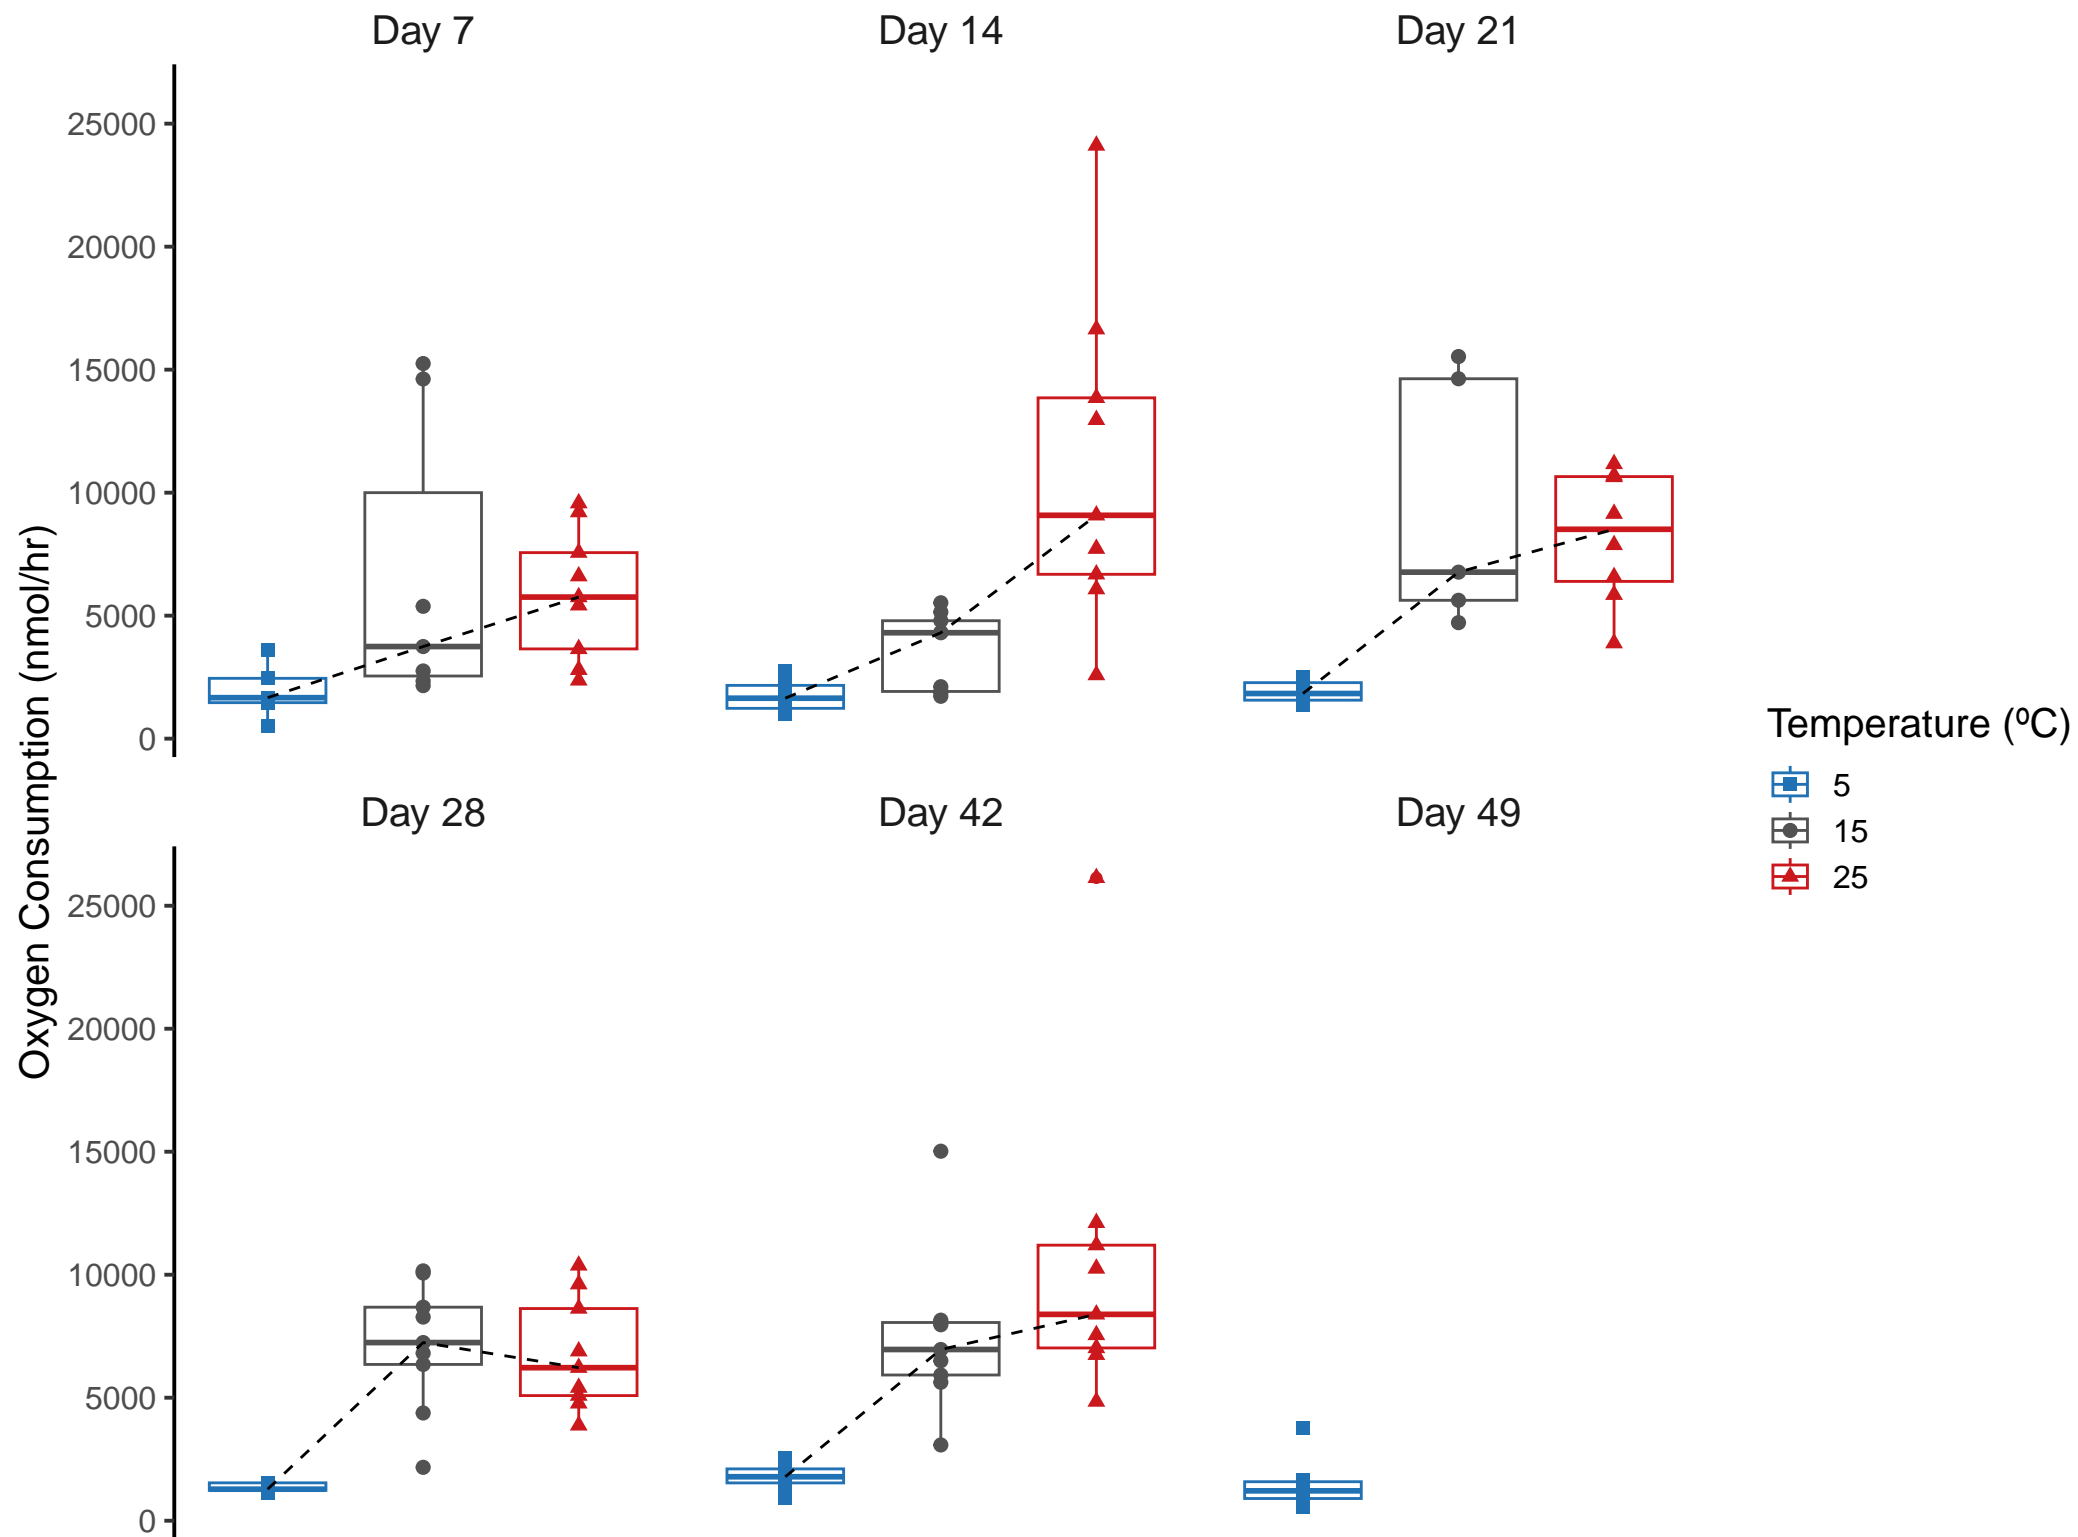 Day 7
Day 14
Day 21
25000
20000
15000
10000
5000
0
Day 28
Day 42
Day 49
25000
20000
15000
10000
5000
0
Oxygen Consumption (nmol/hr)
Temperature (ºC)
5
15
25